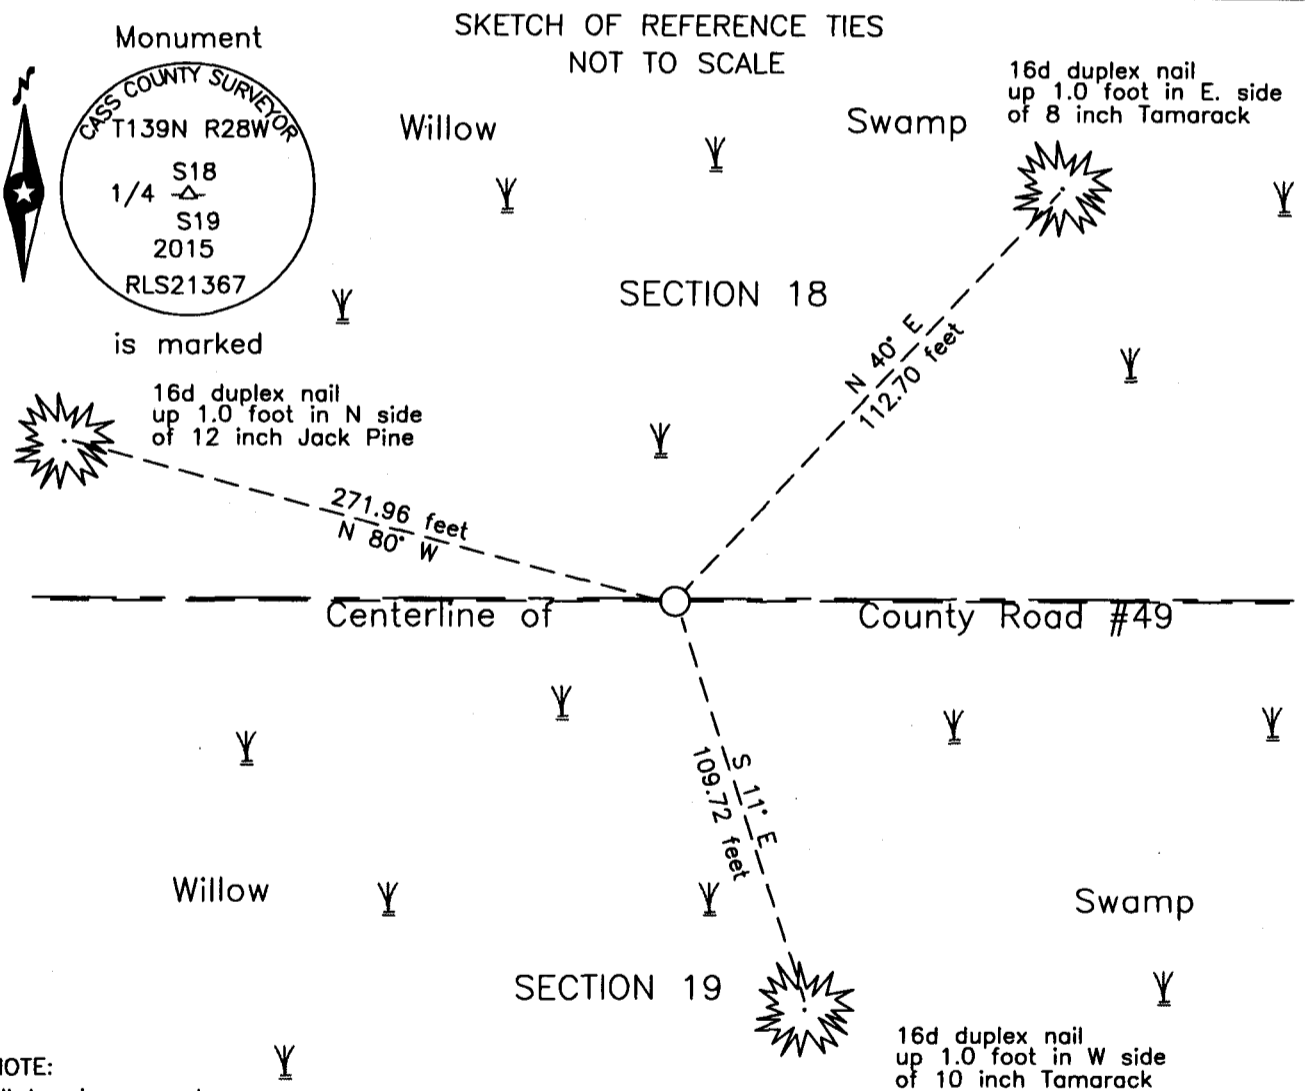 SKETCH OF REFERENCE TIES
NOT TO SCALE
Monument
CASS COUNTY SURVEYOR
T139N R28W
S18
1/4
S19
2015
RLS21367
is marked
N
Willow
Swamp
16d duplex nail
up 1.0 foot in E. side
of 8 inch Tamarack
SECTION 18
N 40° E
112.70 feet
16d duplex nail
up 1.0 foot in N side
of 12 inch Jack Pine
271.96 feet
N 80° W
Centerline of County Road #49
S 11° E
109.72 feet
Willow
Swamp
SECTION 19
16d duplex nail
up 1.0 foot in W side
of 10 inch Tamarack
NOTE: